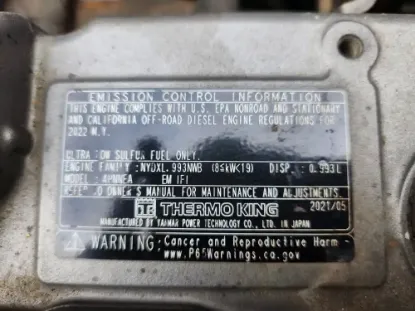 EMISSION CONTROL INFORMATION
THIS ENGINE COMPLIES WITH U.S. EPA NONROAD AND STATIONARY
AND CALIFORNIA OFF-ROAD DIESEL ENGINE REGULATIONS FOR
2022 M.Y.
ULTRA LOW SULFUR FUEL ONLY.
ENGINE FAMILY : NYDXL.993NWB (8≤kW<19) DISP. : 0.993L
MODEL : EM IFI
OWNER'S MANUAL FOR MAINTENANCE AND ADJUSTMENTS.
THERMO KING 2021/05
MANUFACTURED BY YANMAR POWER TECHNOLOGY CO., LTD. IN JAPAN
WARNING: Cancer and Reproductive Harm
www.P65Warnings.ca.gov